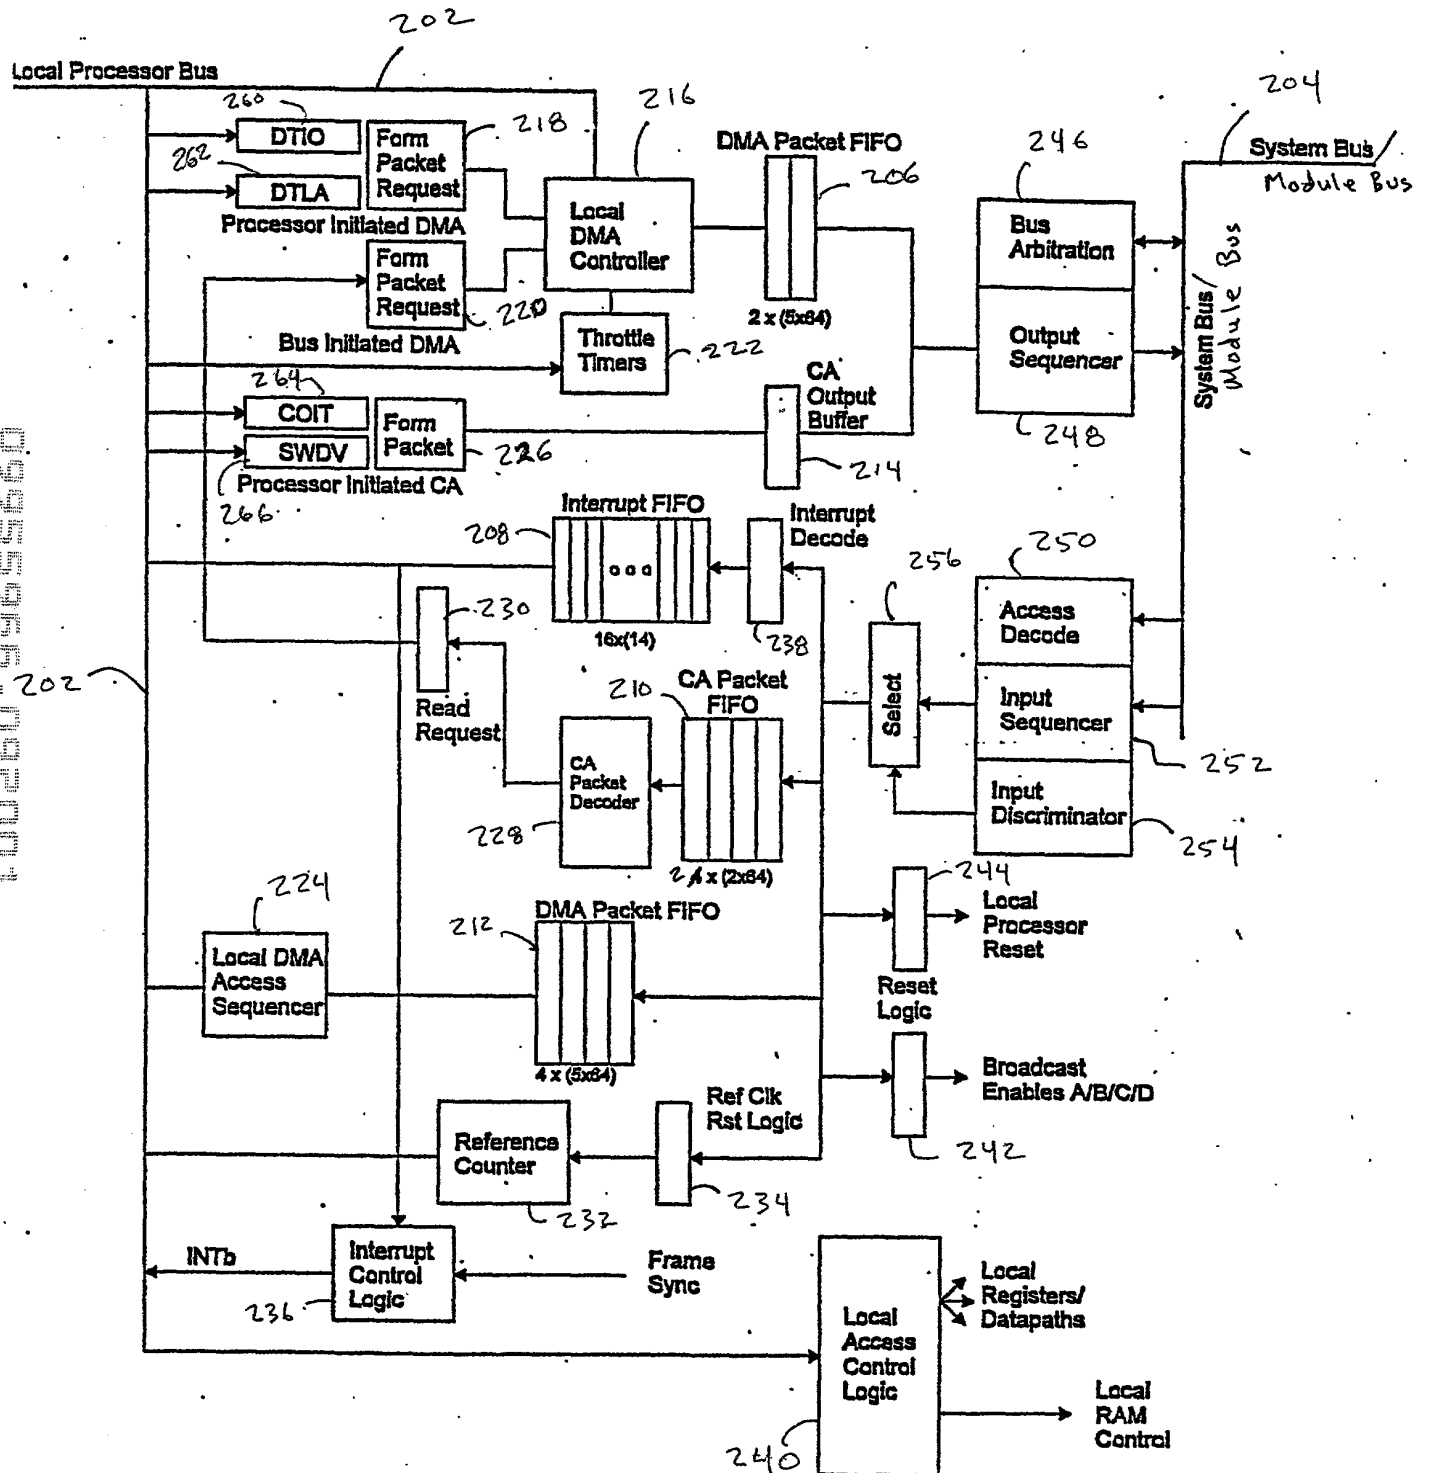 202
Local Processor Bus
260
DTIO
262
DTLA
Form
Packet
Request
218
Processor Initiated DMA
Form
Packet
Request
220
Bus Initiated DMA
216
Local
DMA
Controller
Throttle
Timers
222
DMA Packet FIFO
206
2 x (5x64)
246
Bus
Arbitration
Output
Sequencer
248
204
System Bus/
Module Bus
System Bus/
Module Bus
264
COIT
SWDV
Form
Packet
226
Processor Initiated CA
266
CA
Output
Buffer
214
Interrupt FIFO
208
16x(14)
Interrupt
Decode
238
256
Select
250
Access
Decode
Input
Sequencer
252
Input
Discriminator
254
230
Read
Request
202
210
CA Packet
FIFO
CA
Packet
Decoder
228
2 x (2x64)
244
Local
Processor
Reset
Reset
Logic
224
Local DMA
Access
Sequencer
DMA Packet FIFO
212
4 x (5x64)
Broadcast
Enables A/B/C/D
242
Ref Clk
Rst Logic
234
Reference
Counter
232
INTb
Interrupt
Control
Logic
236
Frame
Sync
Local
Access
Control
Logic
240
Local
Registers/
Datapaths
Local
RAM
Control